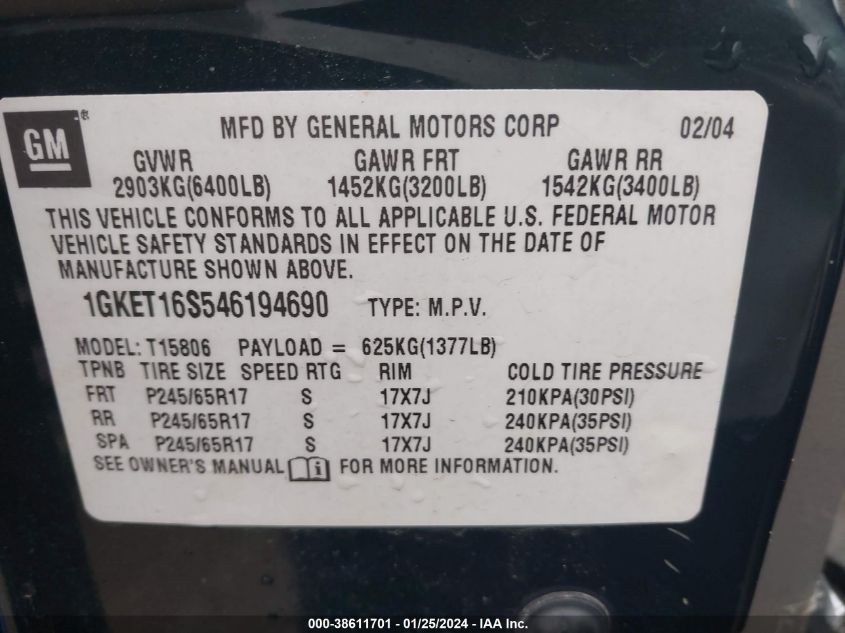 GM ®
MFD BY GENERAL MOTORS CORP 02/04
GVWR GAWR FRT GAWR RR
2903KG(6400LB) 1452KG(3200LB) 1542KG(3400LB)
THIS VEHICLE CONFORMS TO ALL APPLICABLE U.S. FEDERAL MOTOR
VEHICLE SAFETY STANDARDS IN EFFECT ON THE DATE OF
MANUFACTURE SHOWN ABOVE.
1GKET16S546194690 TYPE: M.P.V.
MODEL: T15806 PAYLOAD = 625KG(1377LB)
TPNB TIRE SIZE SPEED RTG RIM COLD TIRE PRESSURE
FRT P245/65R17 S 17X7J 210KPA(30PSI)
RR P245/65R17 S 17X7J 240KPA(35PSI)
SPA P245/65R17 S 17X7J 240KPA(35PSI)
SEE OWNER'S MANUAL i FOR MORE INFORMATION.
000-38611701 - 01/25/2024 - IAA Inc.